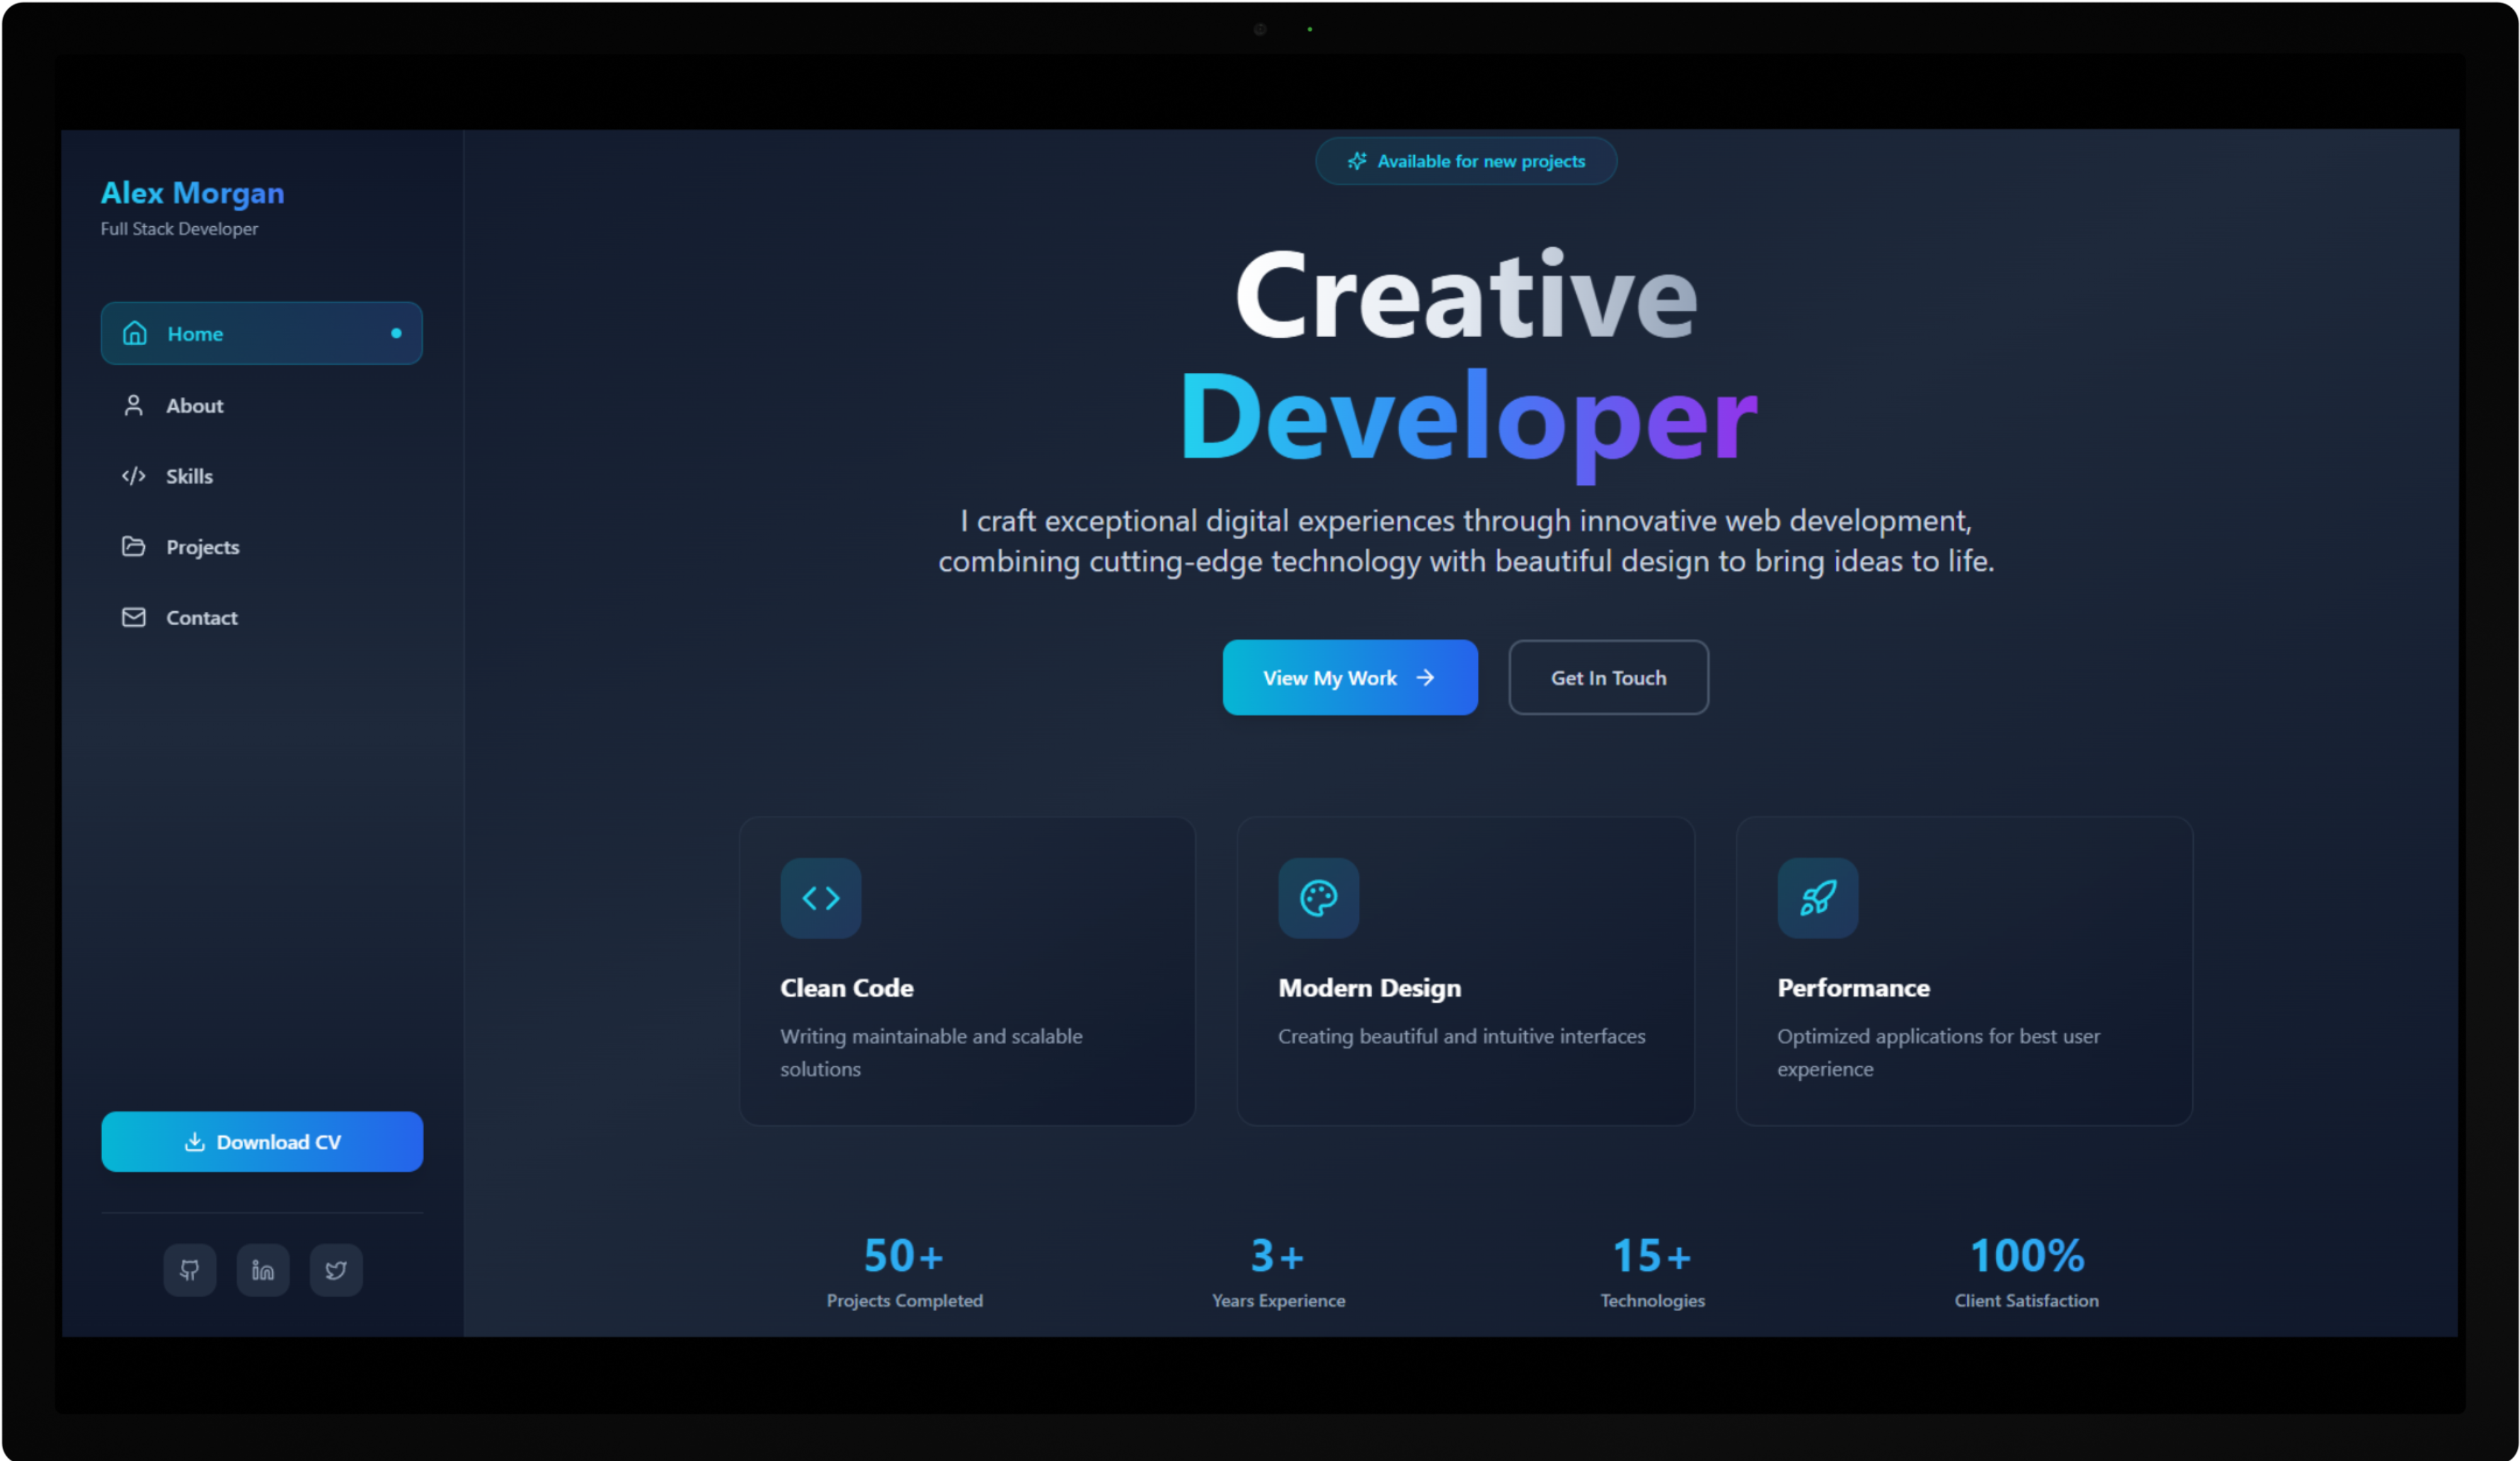 Alex Morgan
Full Stack Developer
Home
About
Skills
Projects
Contact
Download CV
Available for new projects
Creative
Developer
I craft exceptional digital experiences through innovative web development,
combining cutting-edge technology with beautiful design to bring ideas to life.
View My Work
Get In Touch
Clean Code
Writing maintainable and scalable
solutions
Modern Design
Creating beautiful and intuitive interfaces
Performance
Optimized applications for best user
experience
50+
Projects Completed
3+
Years Experience
15+
Technologies
100%
Client Satisfaction